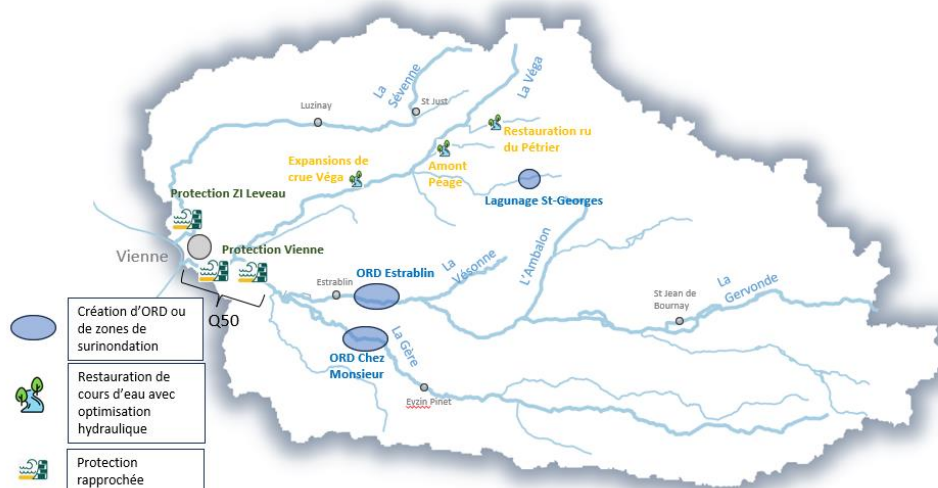 La Sévenne
La Véga
Luzinay
St Just
Restauration ru
du Pétrier
Expansions de
crue Véga
Amont
Péage
Protection ZI Leveau
Lagunage St-Georges
Vienne
Protection Vienne
La Vésonne
L'Ambalon
ORD Estrablin
Estrablin
La Gervonde
St Jean de
Bournay
Q50
ORD Chez
Monsieur
La Gère
Eyzin Pinet
Création d'ORD ou
de zones de
surinondation
Restauration de
cours d'eau avec
optimisation
hydraulique
Protection
rapprochée